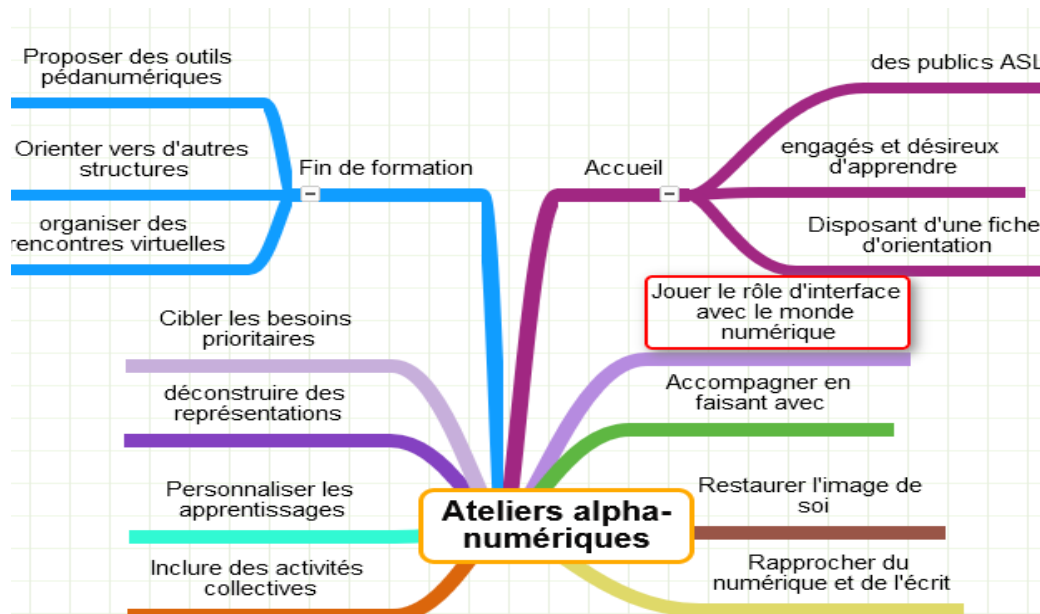 Proposer des outils
pédanumériques
Orienter vers d'autres
structures
organiser des
rencontres virtuelles
Fin de formation
Accueil
des publics ASL
engagés et désireux
d'apprendre
Disposant d'une fiche
d'orientation
Cibler les besoins
prioritaires
déconstruire des
représentations
Personnaliser les
apprentissages
Inclure des activités
collectives
Jouer le rôle d'interface
avec le monde
numérique
Accompagner en
faisant avec
Restaurer l'image de
soi
Rapprocher du
numérique et de l'écrit
Ateliers alpha-
numériques